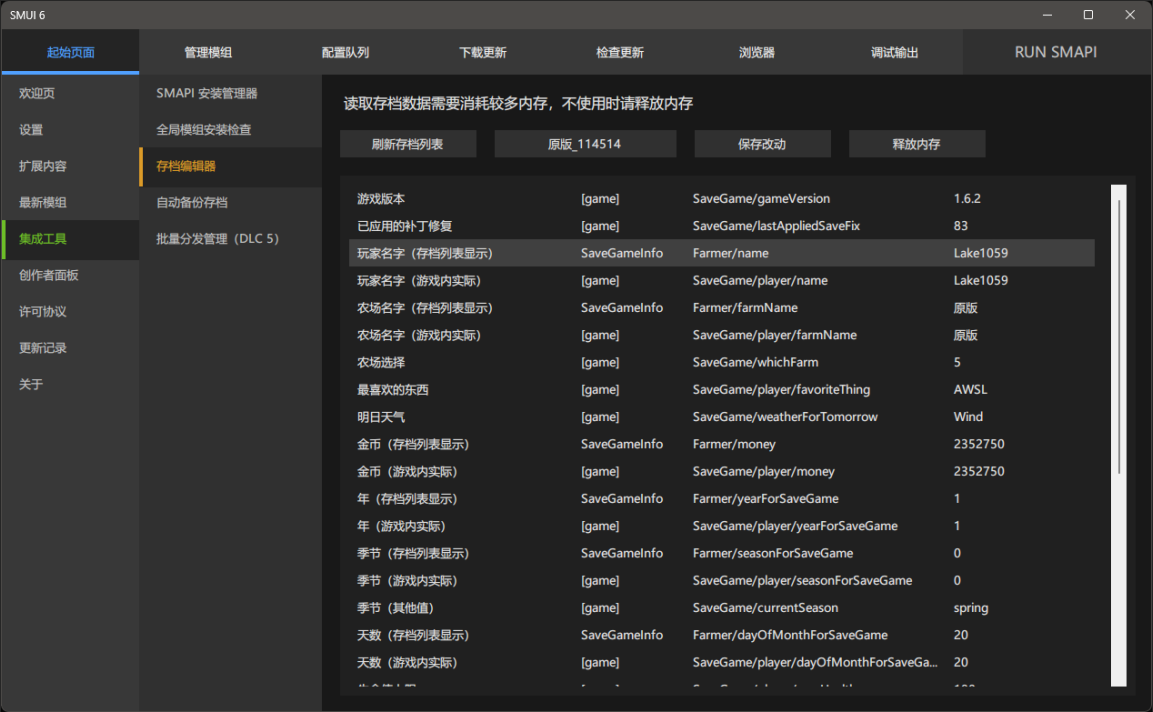 SMUI 6
起始页面 管理模组 配置队列 下载更新 检查更新 浏览器 调试输出 RUN SMAPI
欢迎页
设置
扩展内容
最新模组
集成工具
创作者面板
许可协议
更新记录
关于
SMAPI 安装管理器
全局模组安装检查
存档编辑器
自动备份存档
批量分发管理（DLC 5）
读取存档数据需要消耗较多内存，不使用时请释放内存
刷新存档列表 原版_114514 保存改动 释放内存
游戏版本 [game] SaveGame/gameVersion 1.6.2
已应用的补丁修复 [game] SaveGame/lastAppliedSaveFix 83
玩家名字（存档列表显示） SaveGameInfo Farmer/name Lake1059
玩家名字（游戏内实际） [game] SaveGame/player/name Lake1059
农场名字（存档列表显示） SaveGameInfo Farmer/farmName 原版
农场名字（游戏内实际） [game] SaveGame/player/farmName 原版
农场选择 [game] SaveGame/whichFarm 5
最喜欢的东西 [game] SaveGame/player/favoriteThing AWSL
明日天气 [game] SaveGame/weatherForTomorrow Wind
金币（存档列表显示） SaveGameInfo Farmer/money 2352750
金币（游戏内实际） [game] SaveGame/player/money 2352750
年（存档列表显示） SaveGameInfo Farmer/yearForSaveGame 1
年（游戏内实际） [game] SaveGame/player/yearForSaveGame 1
季节（存档列表显示） SaveGameInfo Farmer/seasonForSaveGame 0
季节（游戏内实际） [game] SaveGame/player/seasonForSaveGame 0
季节（其他值） [game] SaveGame/currentSeason spring
天数（存档列表显示） SaveGameInfo Farmer/dayOfMonthForSaveGame 20
天数（游戏内实际） [game] SaveGame/player/dayOfMonthForSaveGa... 20